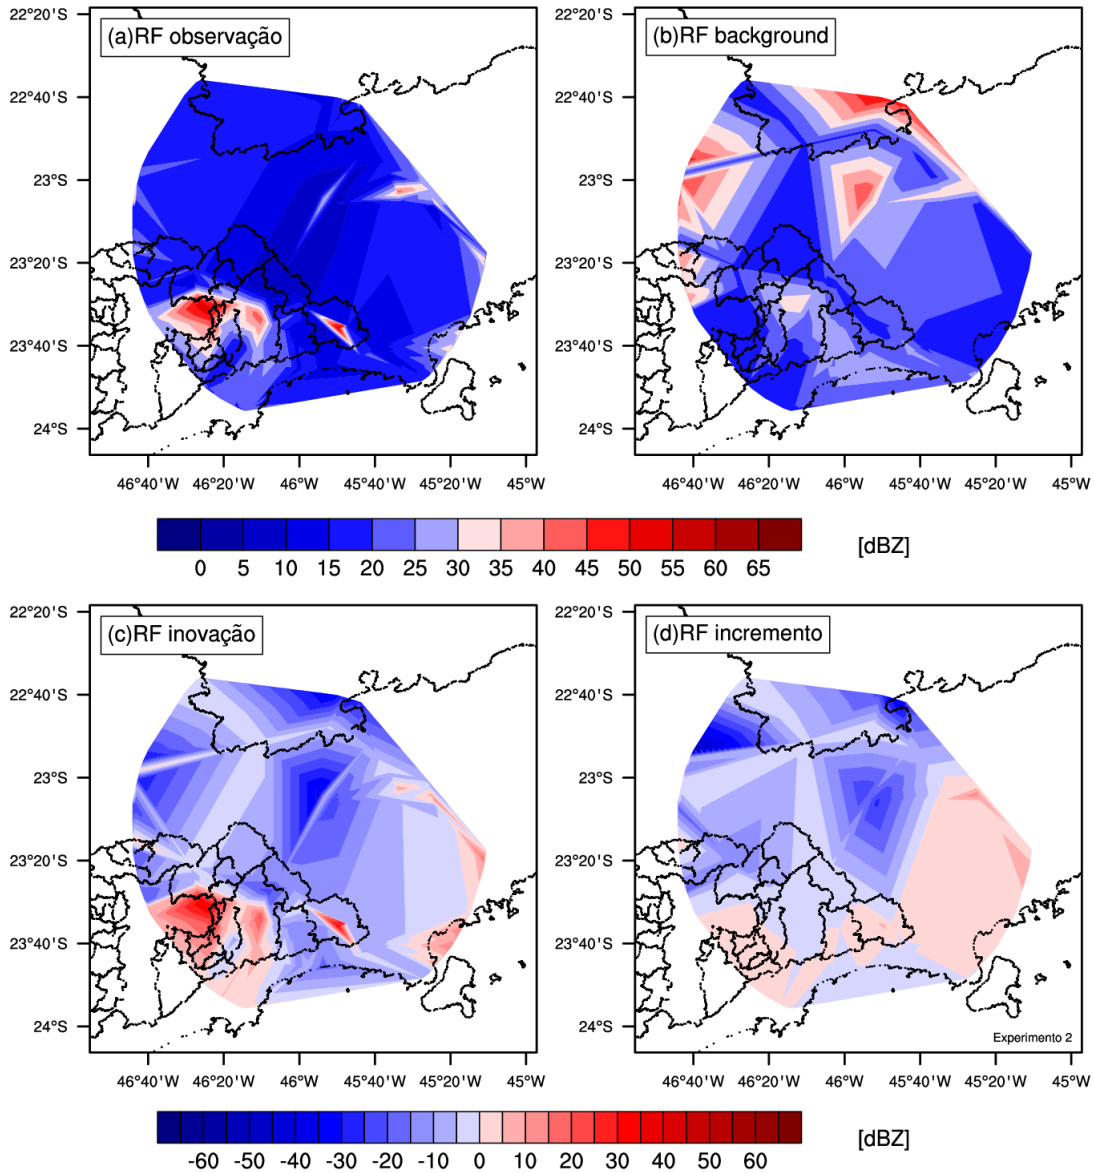 (a)RF observação
(b)RF background
22°20'S
22°40'S
23°S
23°20'S
23°40'S
24°S
22°20'S
22°40'S
23°S
23°20'S
23°40'S
24°S
46°40'W 46°20'W 46°W 45°40'W 45°20'W 45°W
46°40'W 46°20'W 46°W 45°40'W 45°20'W 45°W
0 5 10 15 20 25 30 35 40 45 50 55 60 65
[dBZ]
(c)RF inovação
(d)RF incremento
22°20'S
22°40'S
23°S
23°20'S
23°40'S
24°S
22°20'S
22°40'S
23°S
23°20'S
23°40'S
24°S
Experimento 2
46°40'W 46°20'W 46°W 45°40'W 45°20'W 45°W
46°40'W 46°20'W 46°W 45°40'W 45°20'W 45°W
-60 -50 -40 -30 -20 -10 0 10 20 30 40 50 60
[dBZ]